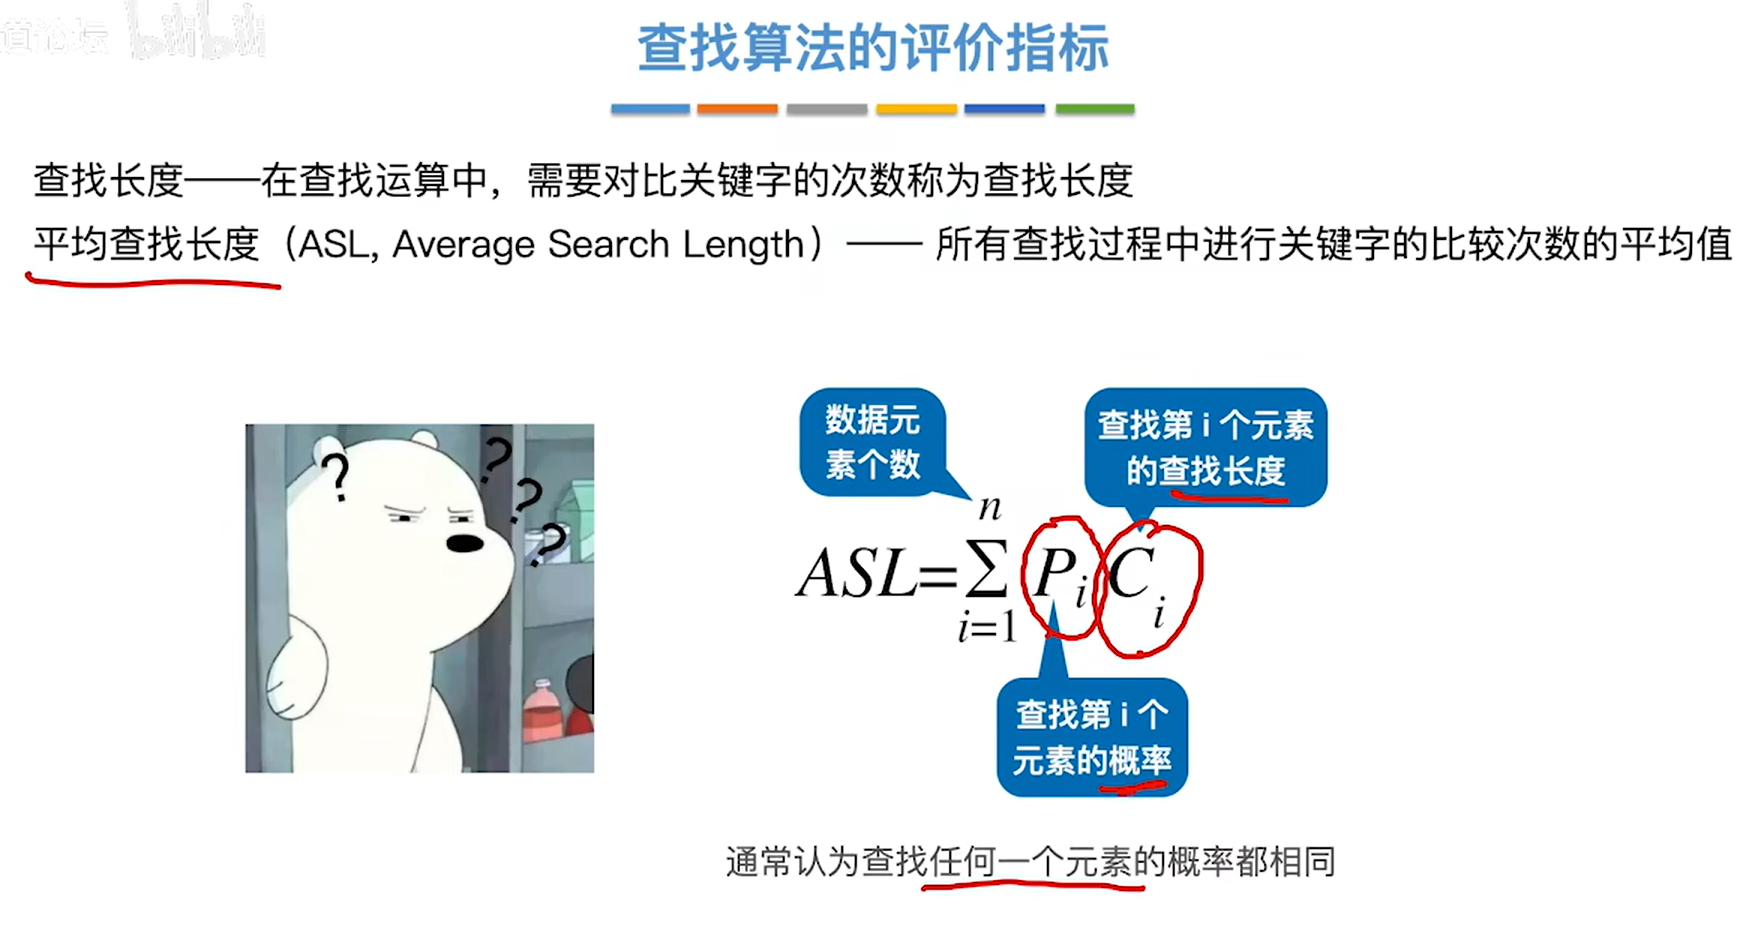 道论坛 bilibili
查找算法的评价指标
查找长度——在查找运算中，需要对比关键字的次数称为查找长度
平均查找长度（ASL, Average Search Length）—— 所有查找过程中进行关键字的比较次数的平均值
? ? ? ?
数据元
素个数
查找第 i 个元素
的查找长度
n
ASL=∑PiCi
i=1
查找第 i 个
元素的概率
通常认为查找任何一个元素的概率都相同